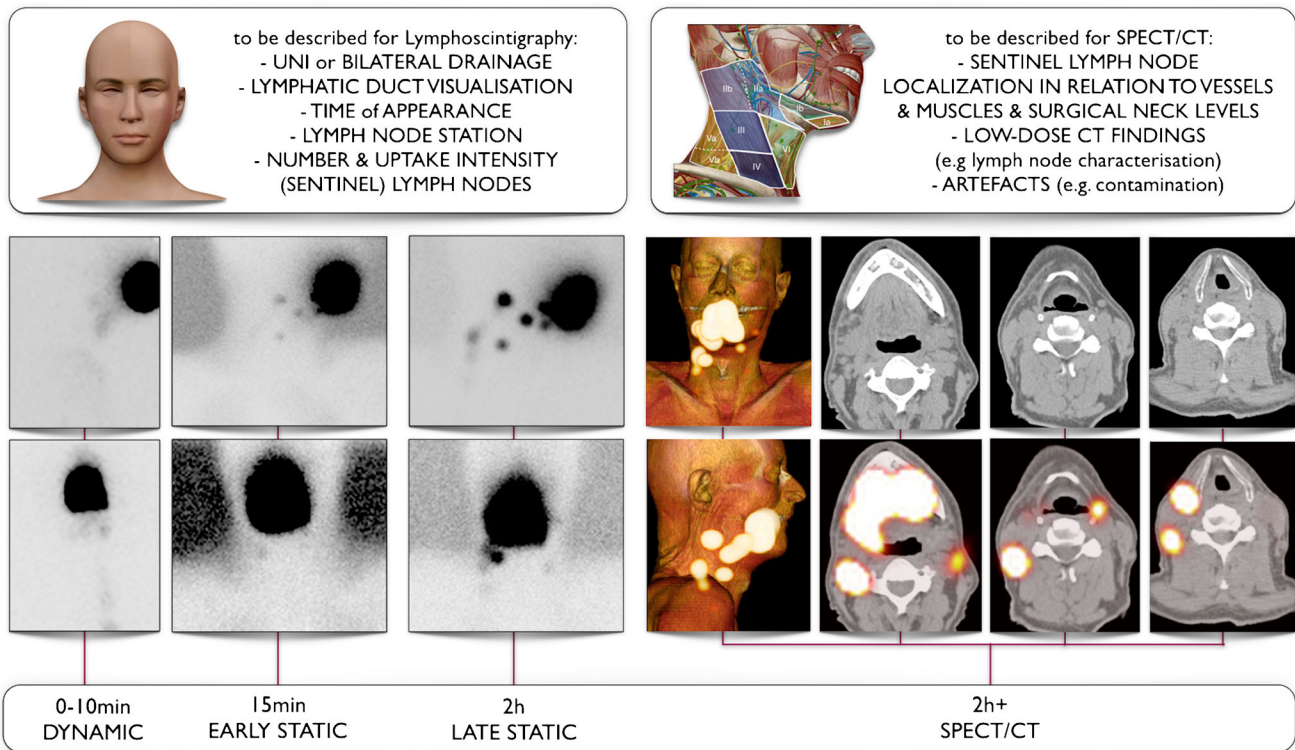 to be described for Lymphoscintigraphy:
- UNI or BILATERAL DRAINAGE
- LYMPHATIC DUCT VISUALISATION
- TIME of APPEARANCE
- LYMPH NODE STATION
- NUMBER & UPTAKE INTENSITY
(SENTINEL) LYMPH NODES
IIb
IIa
Ib
Ia
III
Va
VI
Vb
IV
to be described for SPECT/CT:
- SENTINEL LYMPH NODE
LOCALIZATION IN RELATION TO VESSELS
& MUSCLES & SURGICAL NECK LEVELS
- LOW-DOSE CT FINDINGS
(e.g lymph node characterisation)
- ARTEFACTS (e.g. contamination)
0-10min
DYNAMIC
15min
EARLY STATIC
2h
LATE STATIC
2h+
SPECT/CT